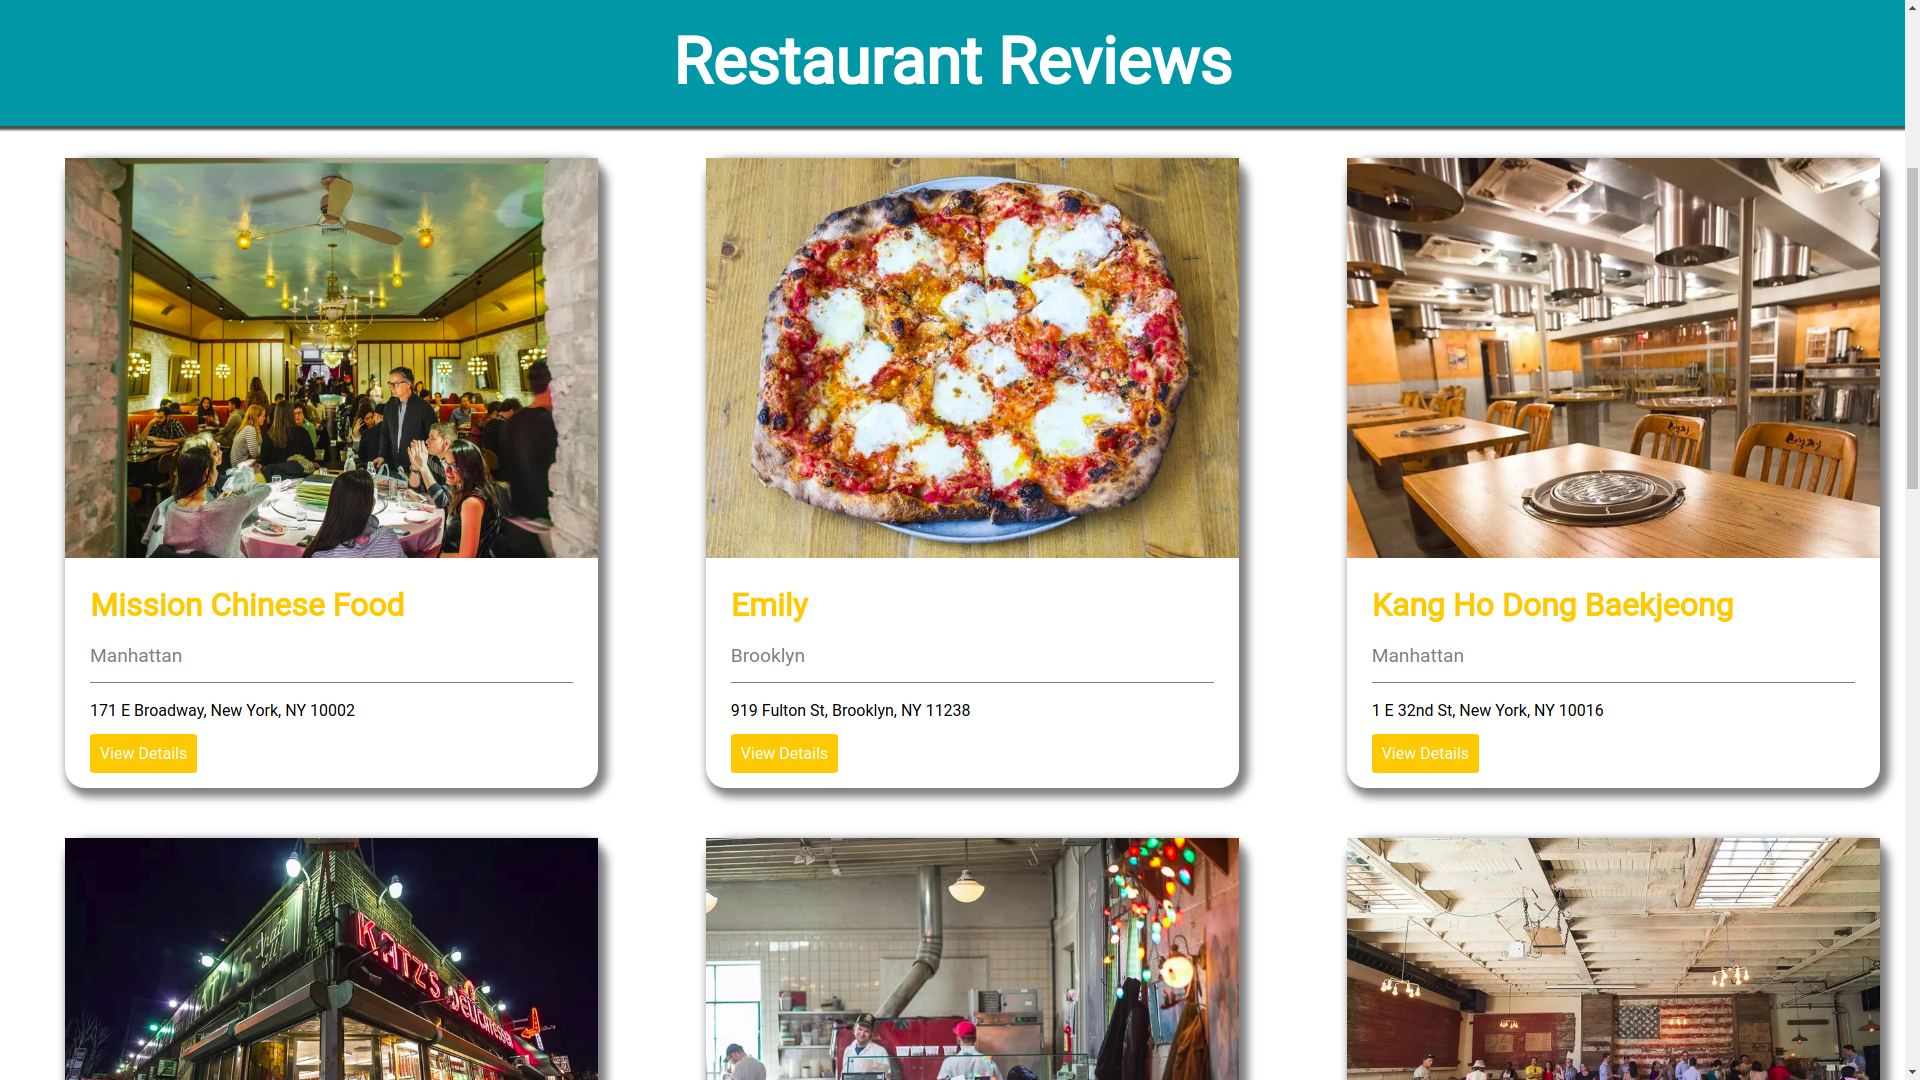 Restaurant Reviews
Mission Chinese Food
Manhattan
171 E Broadway, New York, NY 10002
View Details
Emily
Brooklyn
919 Fulton St, Brooklyn, NY 11238
View Details
Kang Ho Dong Baekjeong
Manhattan
1 E 32nd St, New York, NY 10016
View Details
KATZ'S DELICATESSEN